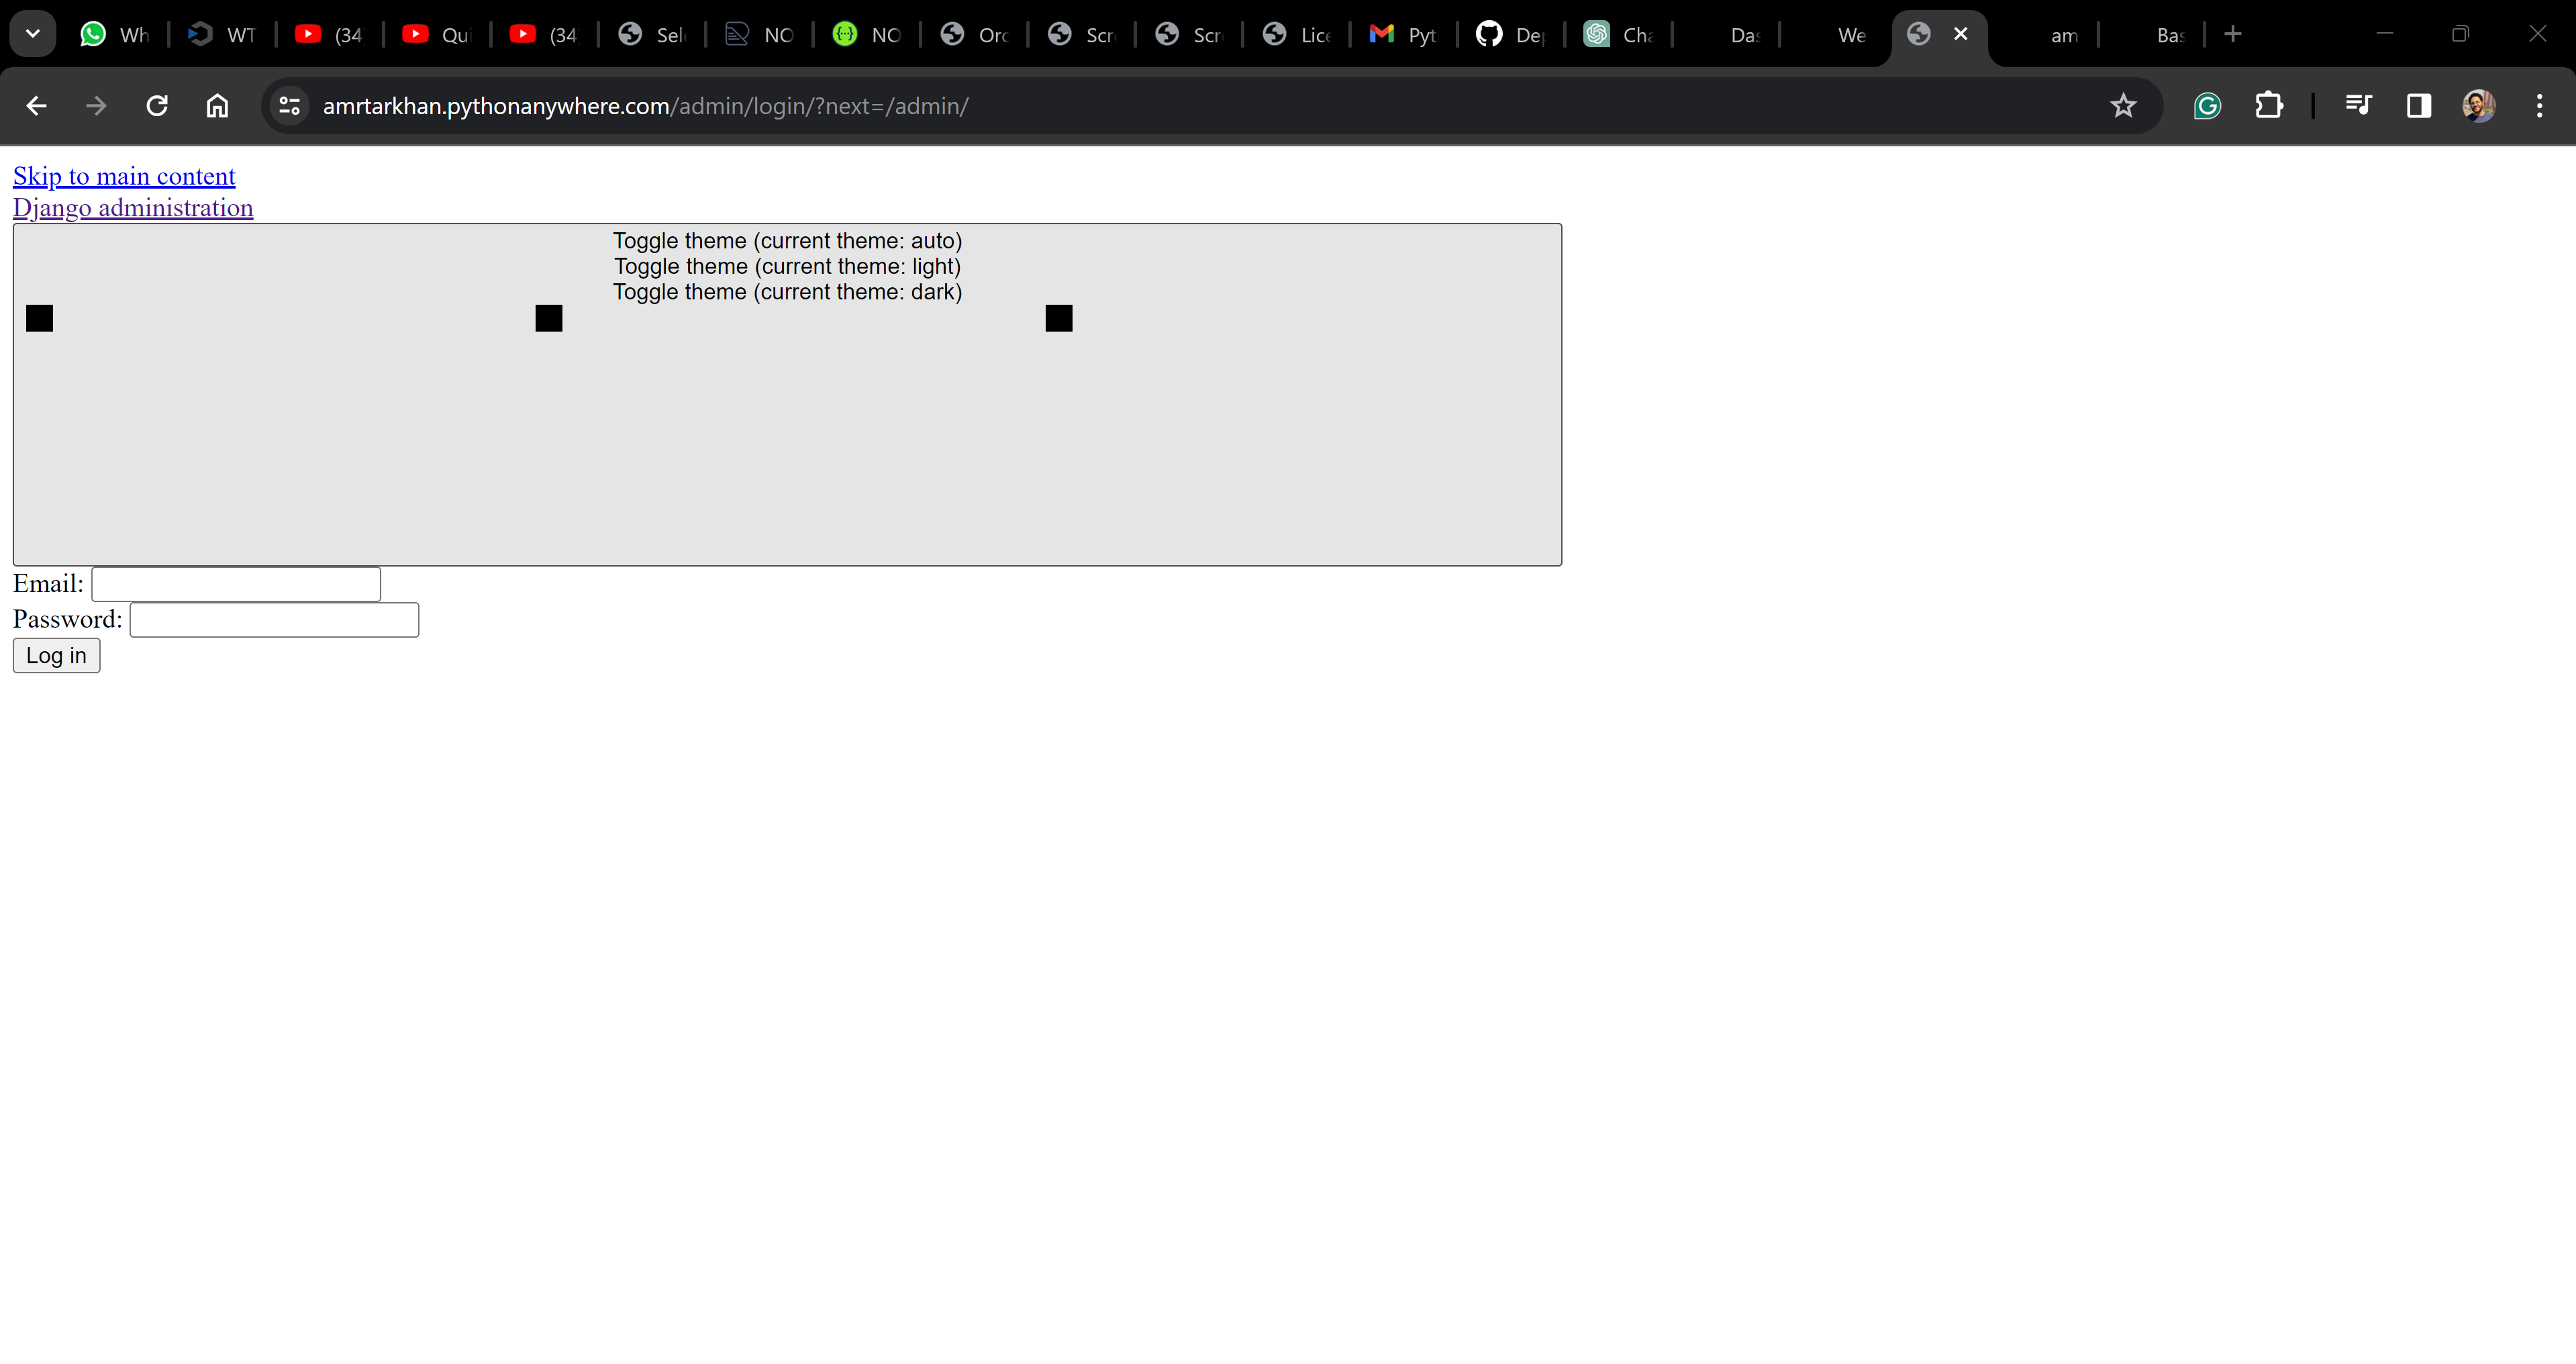 Wh WT (34 Qui (34 Sel NO NO Orc Scr Scr Lice Pyt Dep Cha Das We am Bas
amrtarkhan.pythonanywhere.com/admin/login/?next=/admin/
Skip to main content
Django administration
Toggle theme (current theme: auto)
Toggle theme (current theme: light)
Toggle theme (current theme: dark)
Email:
Password:
Log in